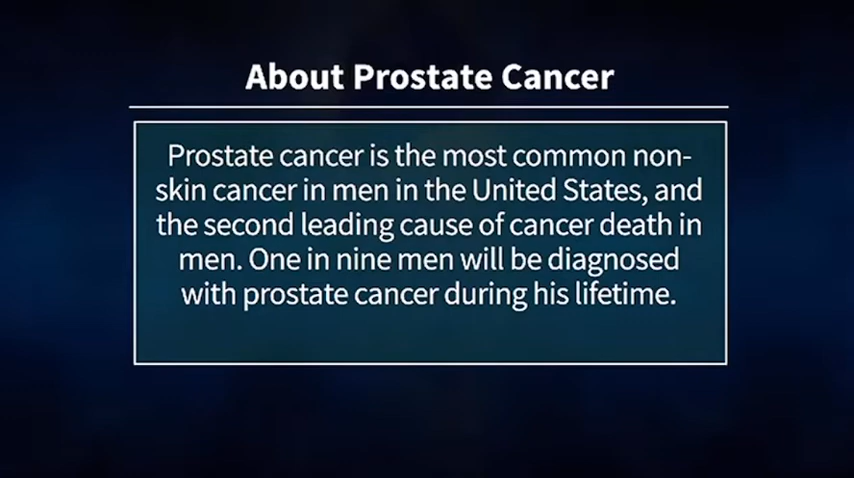 About Prostate Cancer
Prostate cancer is the most common non-
skin cancer in men in the United States, and
the second leading cause of cancer death in
men. One in nine men will be diagnosed
with prostate cancer during his lifetime.